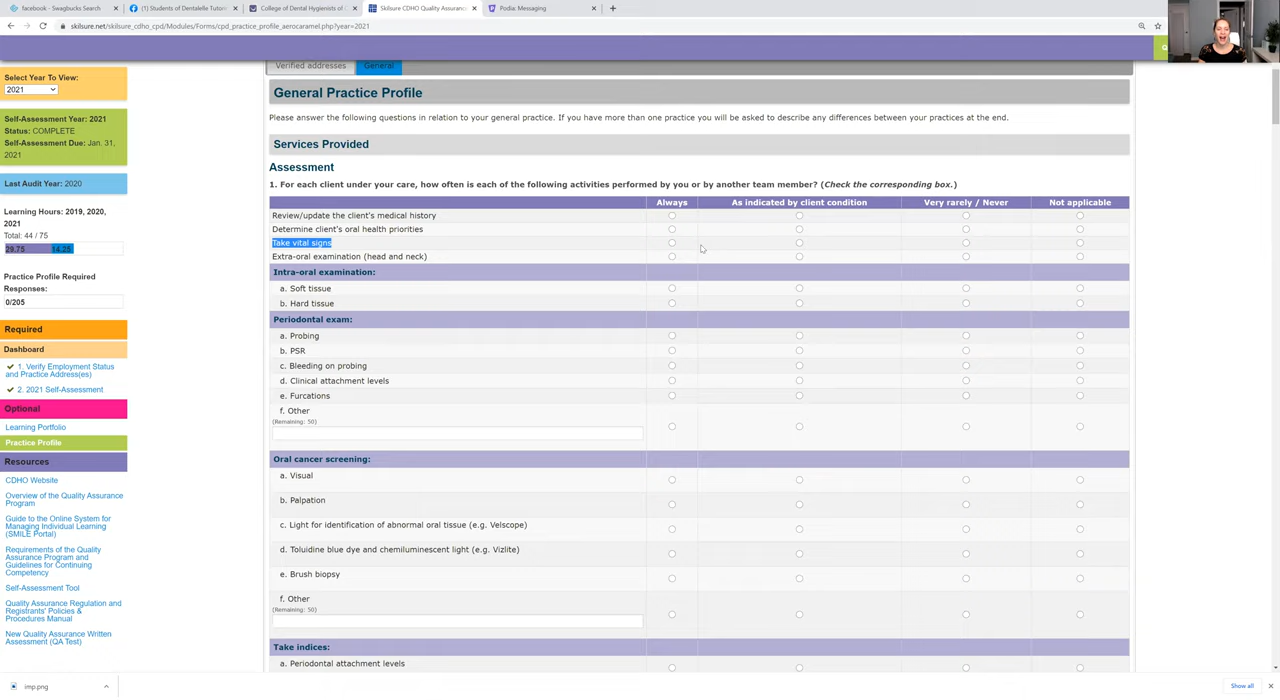 facebook - Swagbucks Search
(1) Students of Dentalelle Tutor
College of Dental Hygienists of C
Skilsure CDHO Quality Assuranc
Podia: Messaging
skilsure.net/skilsure_cdho_cpd/Modules/Forms/cpd_practice_profile_aerocaramel.php?year=2021
Select Year To View:
2021
Self-Assessment Year: 2021
Status: COMPLETE
Self-Assessment Due: Jan. 31,
2021
Last Audit Year: 2020
Learning Hours: 2019, 2020,
2021
Total: 44 / 75
29.75 14.25
Practice Profile Required
Responses:
0/205
Required
Dashboard
1. Verify Employment Status
and Practice Address(es)
2. 2021 Self-Assessment
Optional
Learning Portfolio
Practice Profile
Resources
CDHO Website
Overview of the Quality Assurance
Program
Guide to the Online System for
Managing Individual Learning
(SMILE Portal)
Requirements of the Quality
Assurance Program and
Guidelines for Continuing
Competency
Self-Assessment Tool
Quality Assurance Regulation and
Registrants' Policies &
Procedures Manual
New Quality Assurance Written
Assessment (QA Test)
Verified addresses General
General Practice Profile
Please answer the following questions in relation to your general practice. If you have more than one practice you will be asked to describe any differences between your practices at the end.
Services Provided
Assessment
1. For each client under your care, how often is each of the following activities performed by you or by another team member? (Check the corresponding box.)
Always As indicated by client condition Very rarely / Never Not applicable
Review/update the client's medical history
Determine client's oral health priorities
Take vital signs
Extra-oral examination (head and neck)
Intra-oral examination:
a. Soft tissue
b. Hard tissue
Periodontal exam:
a. Probing
b. PSR
c. Bleeding on probing
d. Clinical attachment levels
e. Furcations
f. Other
(Remaining: 50)
Oral cancer screening:
a. Visual
b. Palpation
c. Light for identification of abnormal oral tissue (e.g. Velscope)
d. Toluidine blue dye and chemiluminescent light (e.g. Vizlite)
e. Brush biopsy
f. Other
(Remaining: 50)
Take indices:
a. Periodontal attachment levels
imp.png
Show all